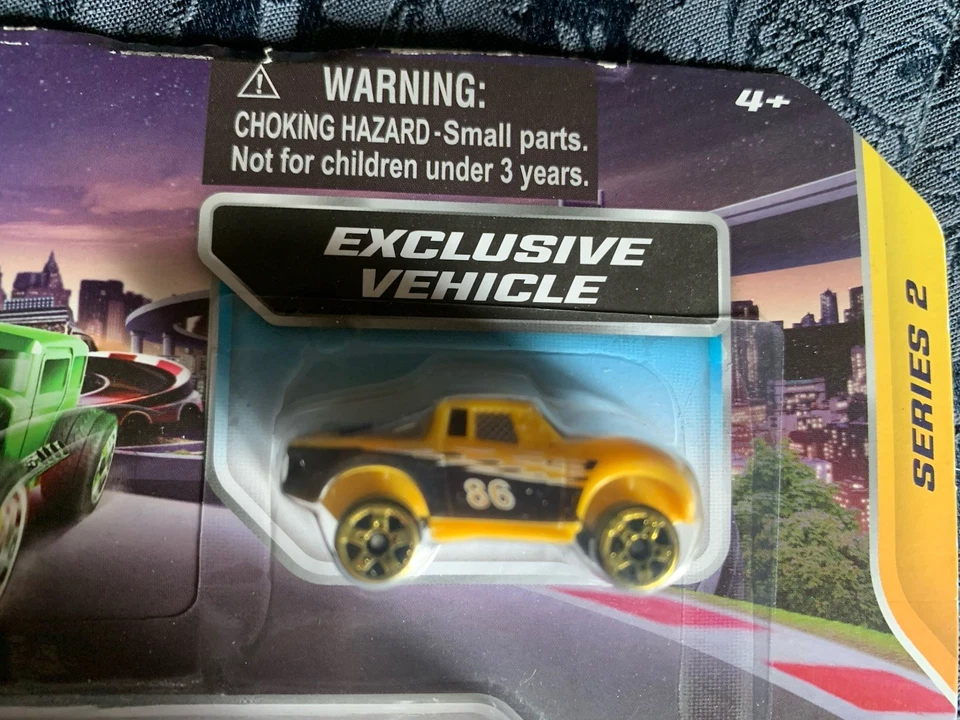 WARNING:
CHOKING HAZARD-Small parts.
Not for children under 3 years.
4+
EXCLUSIVE
VEHICLE
86
SERIES 2